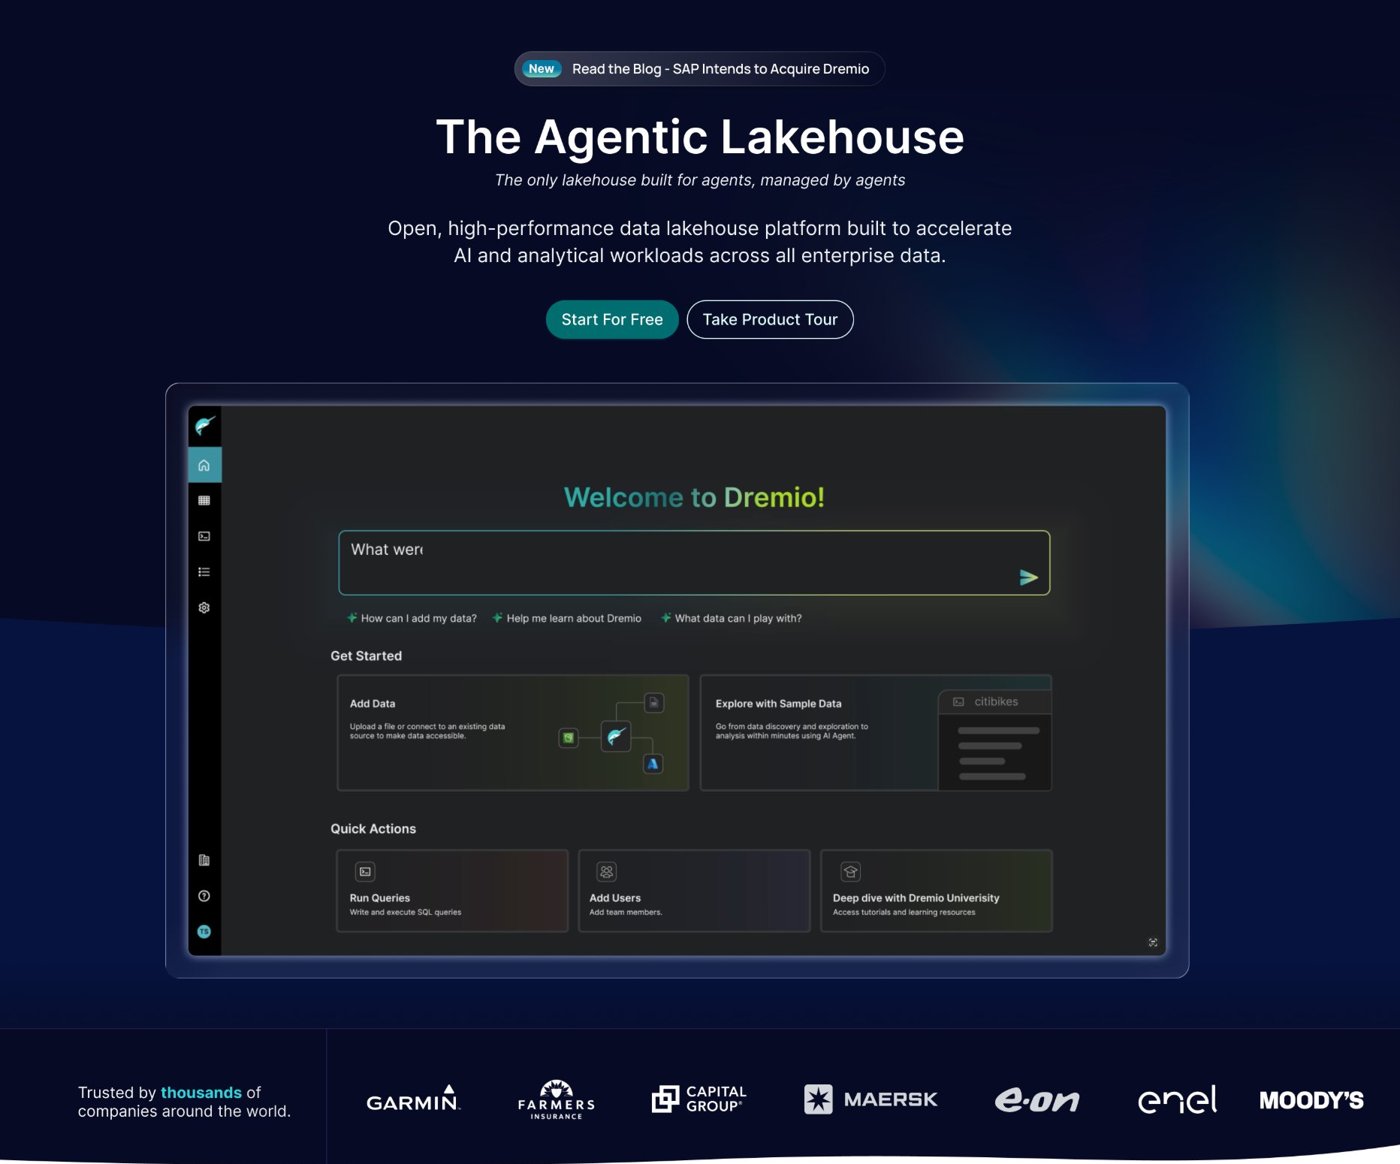 New Read the Blog - SAP Intends to Acquire Dremio
The Agentic Lakehouse
The only lakehouse built for agents, managed by agents
Open, high-performance data lakehouse platform built to accelerate
AI and analytical workloads across all enterprise data.
Start For Free
Take Product Tour
Welcome to Dremio!
What were
How can I add my data?
Help me learn about Dremio
What data can I play with?
Get Started
Add Data
Upload a file or connect to an existing data
source to make data accessible.
Explore with Sample Data
Go from data discovery and exploration to
analysis within minutes using AI Agent.
citibikes
Quick Actions
Run Queries
Write and execute SQL queries
Add Users
Add team members.
Deep dive with Dremio Univerisity
Access tutorials and learning resources
TS
Trusted by thousands of
companies around the world.
GARMIN
FARMERS
INSURANCE
CAPITAL
GROUP®
MAERSK
e·on
enel
MOODY'S